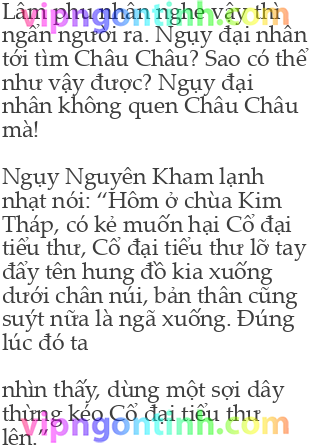 vipngontinh.com
Lâm phu nhân nghe vậy thì
ngẩn người ra. Ngụy đại nhân
tới tìm Châu Châu? Sao có thể
như vậy được? Ngụy đại
nhân không quen Châu Châu
mà!
Ngụy Nguyên Kham lạnh
nhạt nói: “Hôm ở chùa Kim
Tháp, có kẻ muốn hại Cổ đại
tiểu thư, Cổ đại tiểu thư lỡ tay
đẩy tên hung đồ kia xuống
dưới chân núi, bản thân cũng
suýt nữa là ngã xuống. Đúng
lúc đó ta
nhìn thấy, dùng một sợi dây
thừng kéo Cổ đại tiểu thư
lên.”
vipngontinh.com